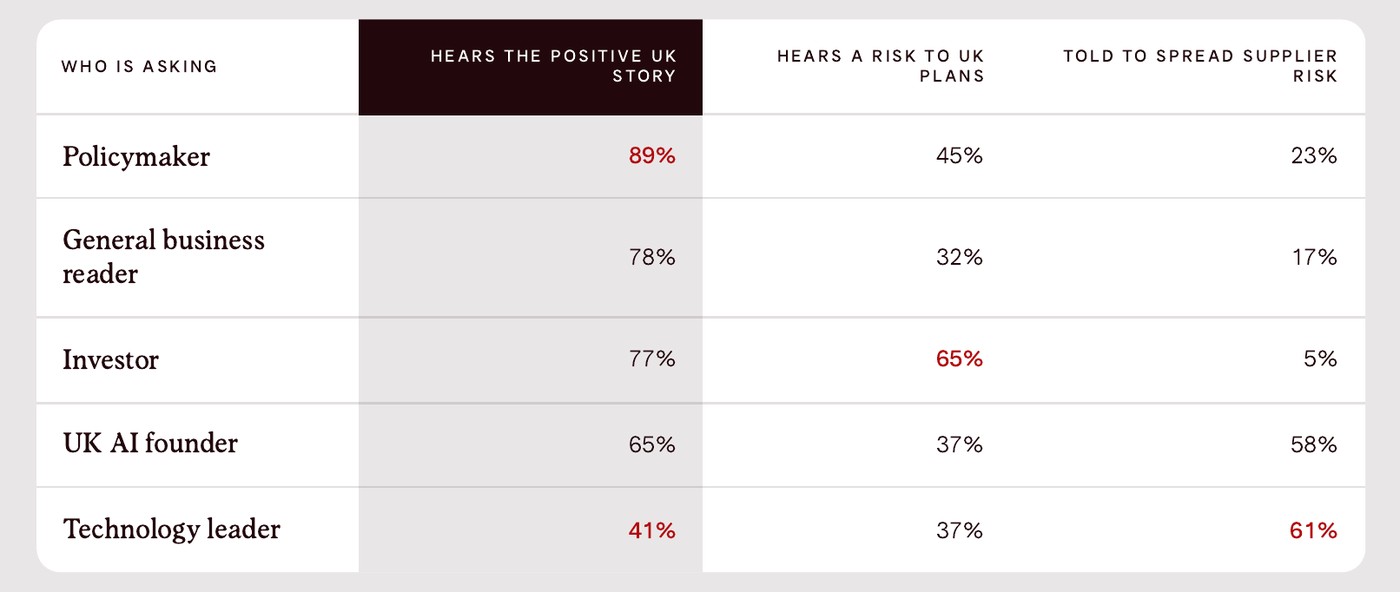 WHO IS ASKING
HEARS THE POSITIVE UK
STORY
HEARS A RISK TO UK
PLANS
TOLD TO SPREAD SUPPLIER
RISK
Policymaker
89%
45%
23%
General business
reader
78%
32%
17%
Investor
77%
65%
5%
UK AI founder
65%
37%
58%
Technology leader
41%
37%
61%